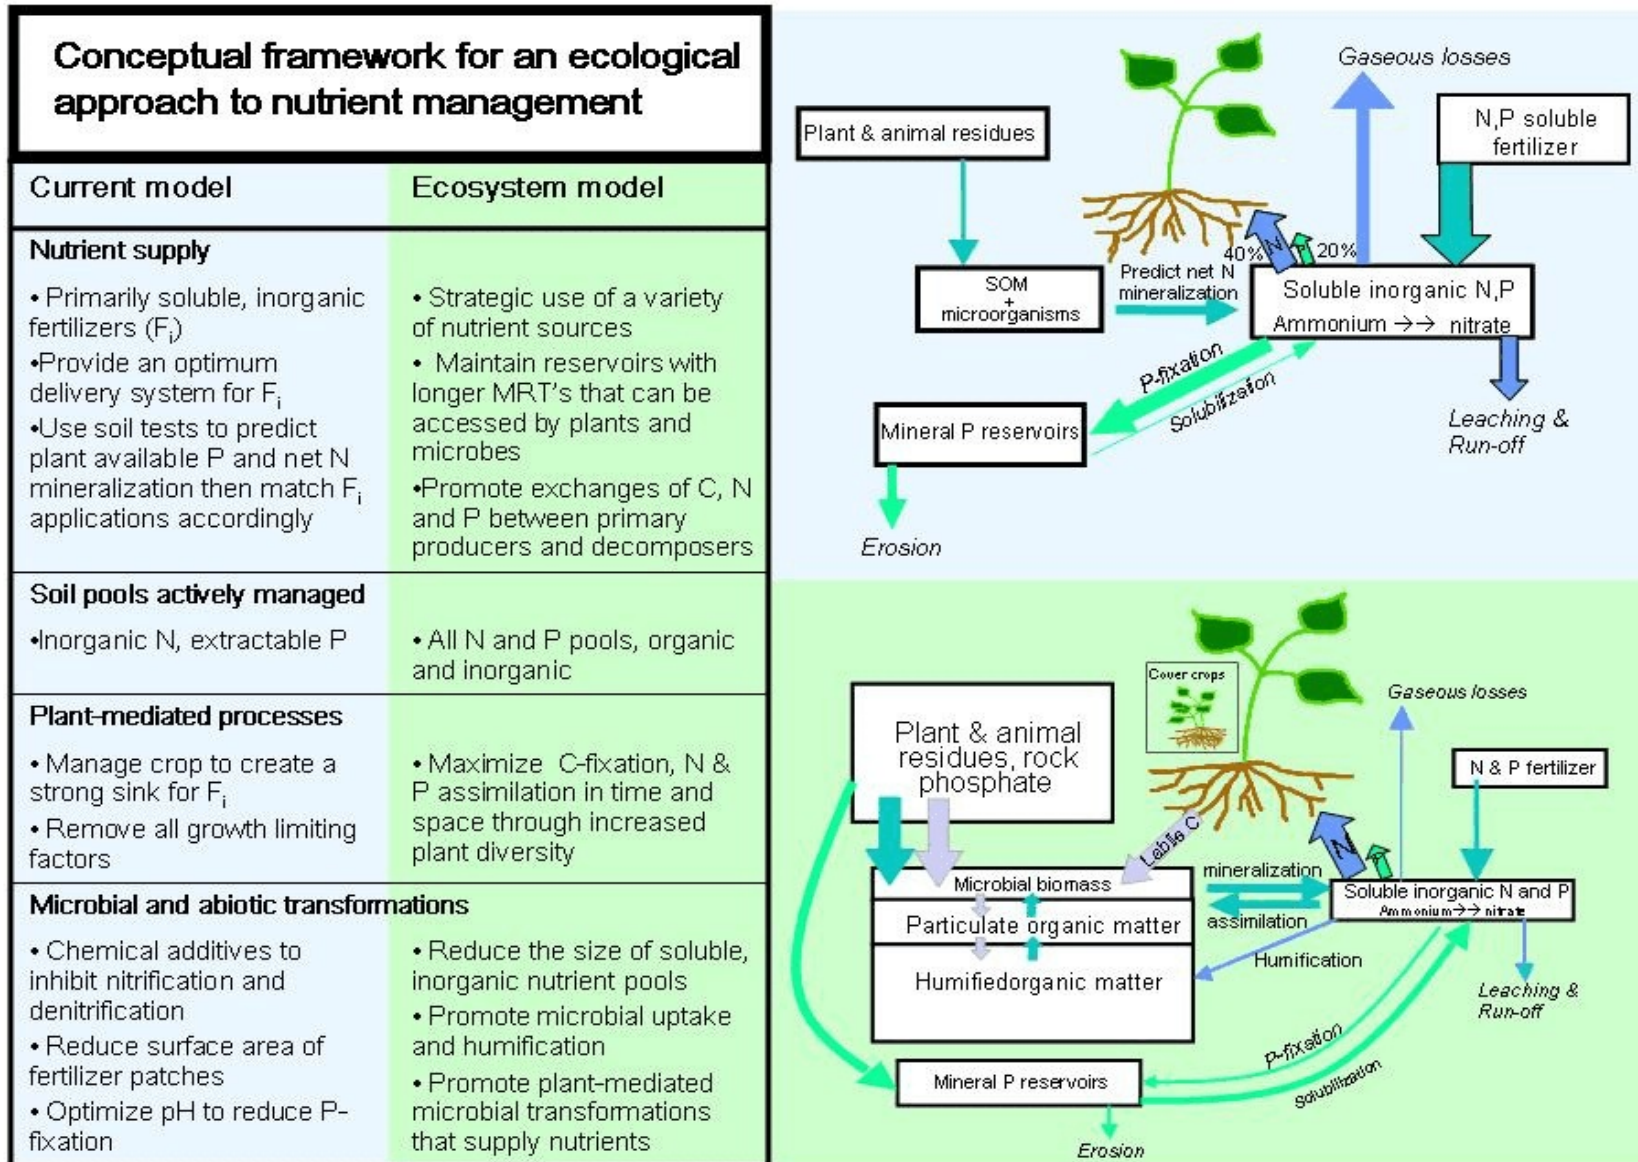 Conceptual framework for an ecological
approach to nutrient management
Current model
Ecosystem model
Nutrient supply
• Primarily soluble, inorganic
fertilizers (Fi)
•Provide an optimum
delivery system for Fi
•Use soil tests to predict
plant available P and net N
mineralization then match Fi
applications accordingly
• Strategic use of a variety
of nutrient sources
• Maintain reservoirs with
longer MRT's that can be
accessed by plants and
microbes
•Promote exchanges of C, N
and P between primary
producers and decomposers
Soil pools actively managed
•Inorganic N, extractable P
• All N and P pools, organic
and inorganic
Plant-mediated processes
• Manage crop to create a
strong sink for Fi
• Remove all growth limiting
factors
• Maximize C-fixation, N &
P assimilation in time and
space through increased
plant diversity
Microbial and abiotic transformations
• Chemical additives to
inhibit nitrification and
denitrification
• Reduce surface area of
fertilizer patches
• Optimize pH to reduce P-
fixation
• Reduce the size of soluble,
inorganic nutrient pools
• Promote microbial uptake
and humification
• Promote plant-mediated
microbial transformations
that supply nutrients
Gaseous losses
Plant & animal residues
N,P soluble
fertilizer
40%
N
P
20%
SOM
+
microorganisms
Predict net N
mineralization
Soluble inorganic N,P
Ammonium →→ nitrate
P-fixation
Solubilization
Mineral P reservoirs
Leaching &
Run-off
Erosion
Cover crops
Gaseous losses
Plant & animal
residues, rock
phosphate
N & P fertilizer
Labile C
N
P
Microbial biomass
mineralization
Soluble inorganic N and P
Ammonium→→ nitrate
Particulate organic matter
assimilation
Humification
Humifiedorganic matter
Leaching &
Run-off
P-fixation
Solubilization
Mineral P reservoirs
Erosion